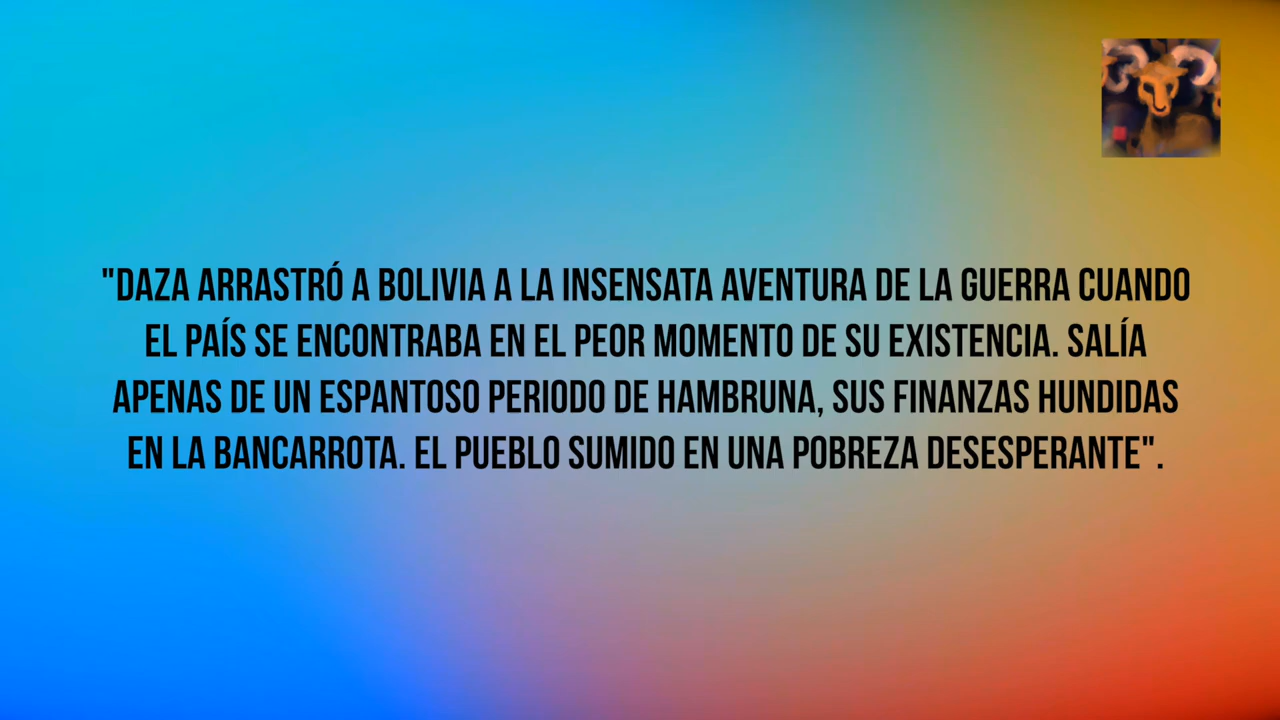 "DAZA ARRASTRÓ A BOLIVIA A LA INSENSATA AVENTURA DE LA GUERRA CUANDO
EL PAÍS SE ENCONTRABA EN EL PEOR MOMENTO DE SU EXISTENCIA. SALÍA
APENAS DE UN ESPANTOSO PERIODO DE HAMBRUNA, SUS FINANZAS HUNDIDAS
EN LA BANCARROTA. EL PUEBLO SUMIDO EN UNA POBREZA DESESPERANTE".